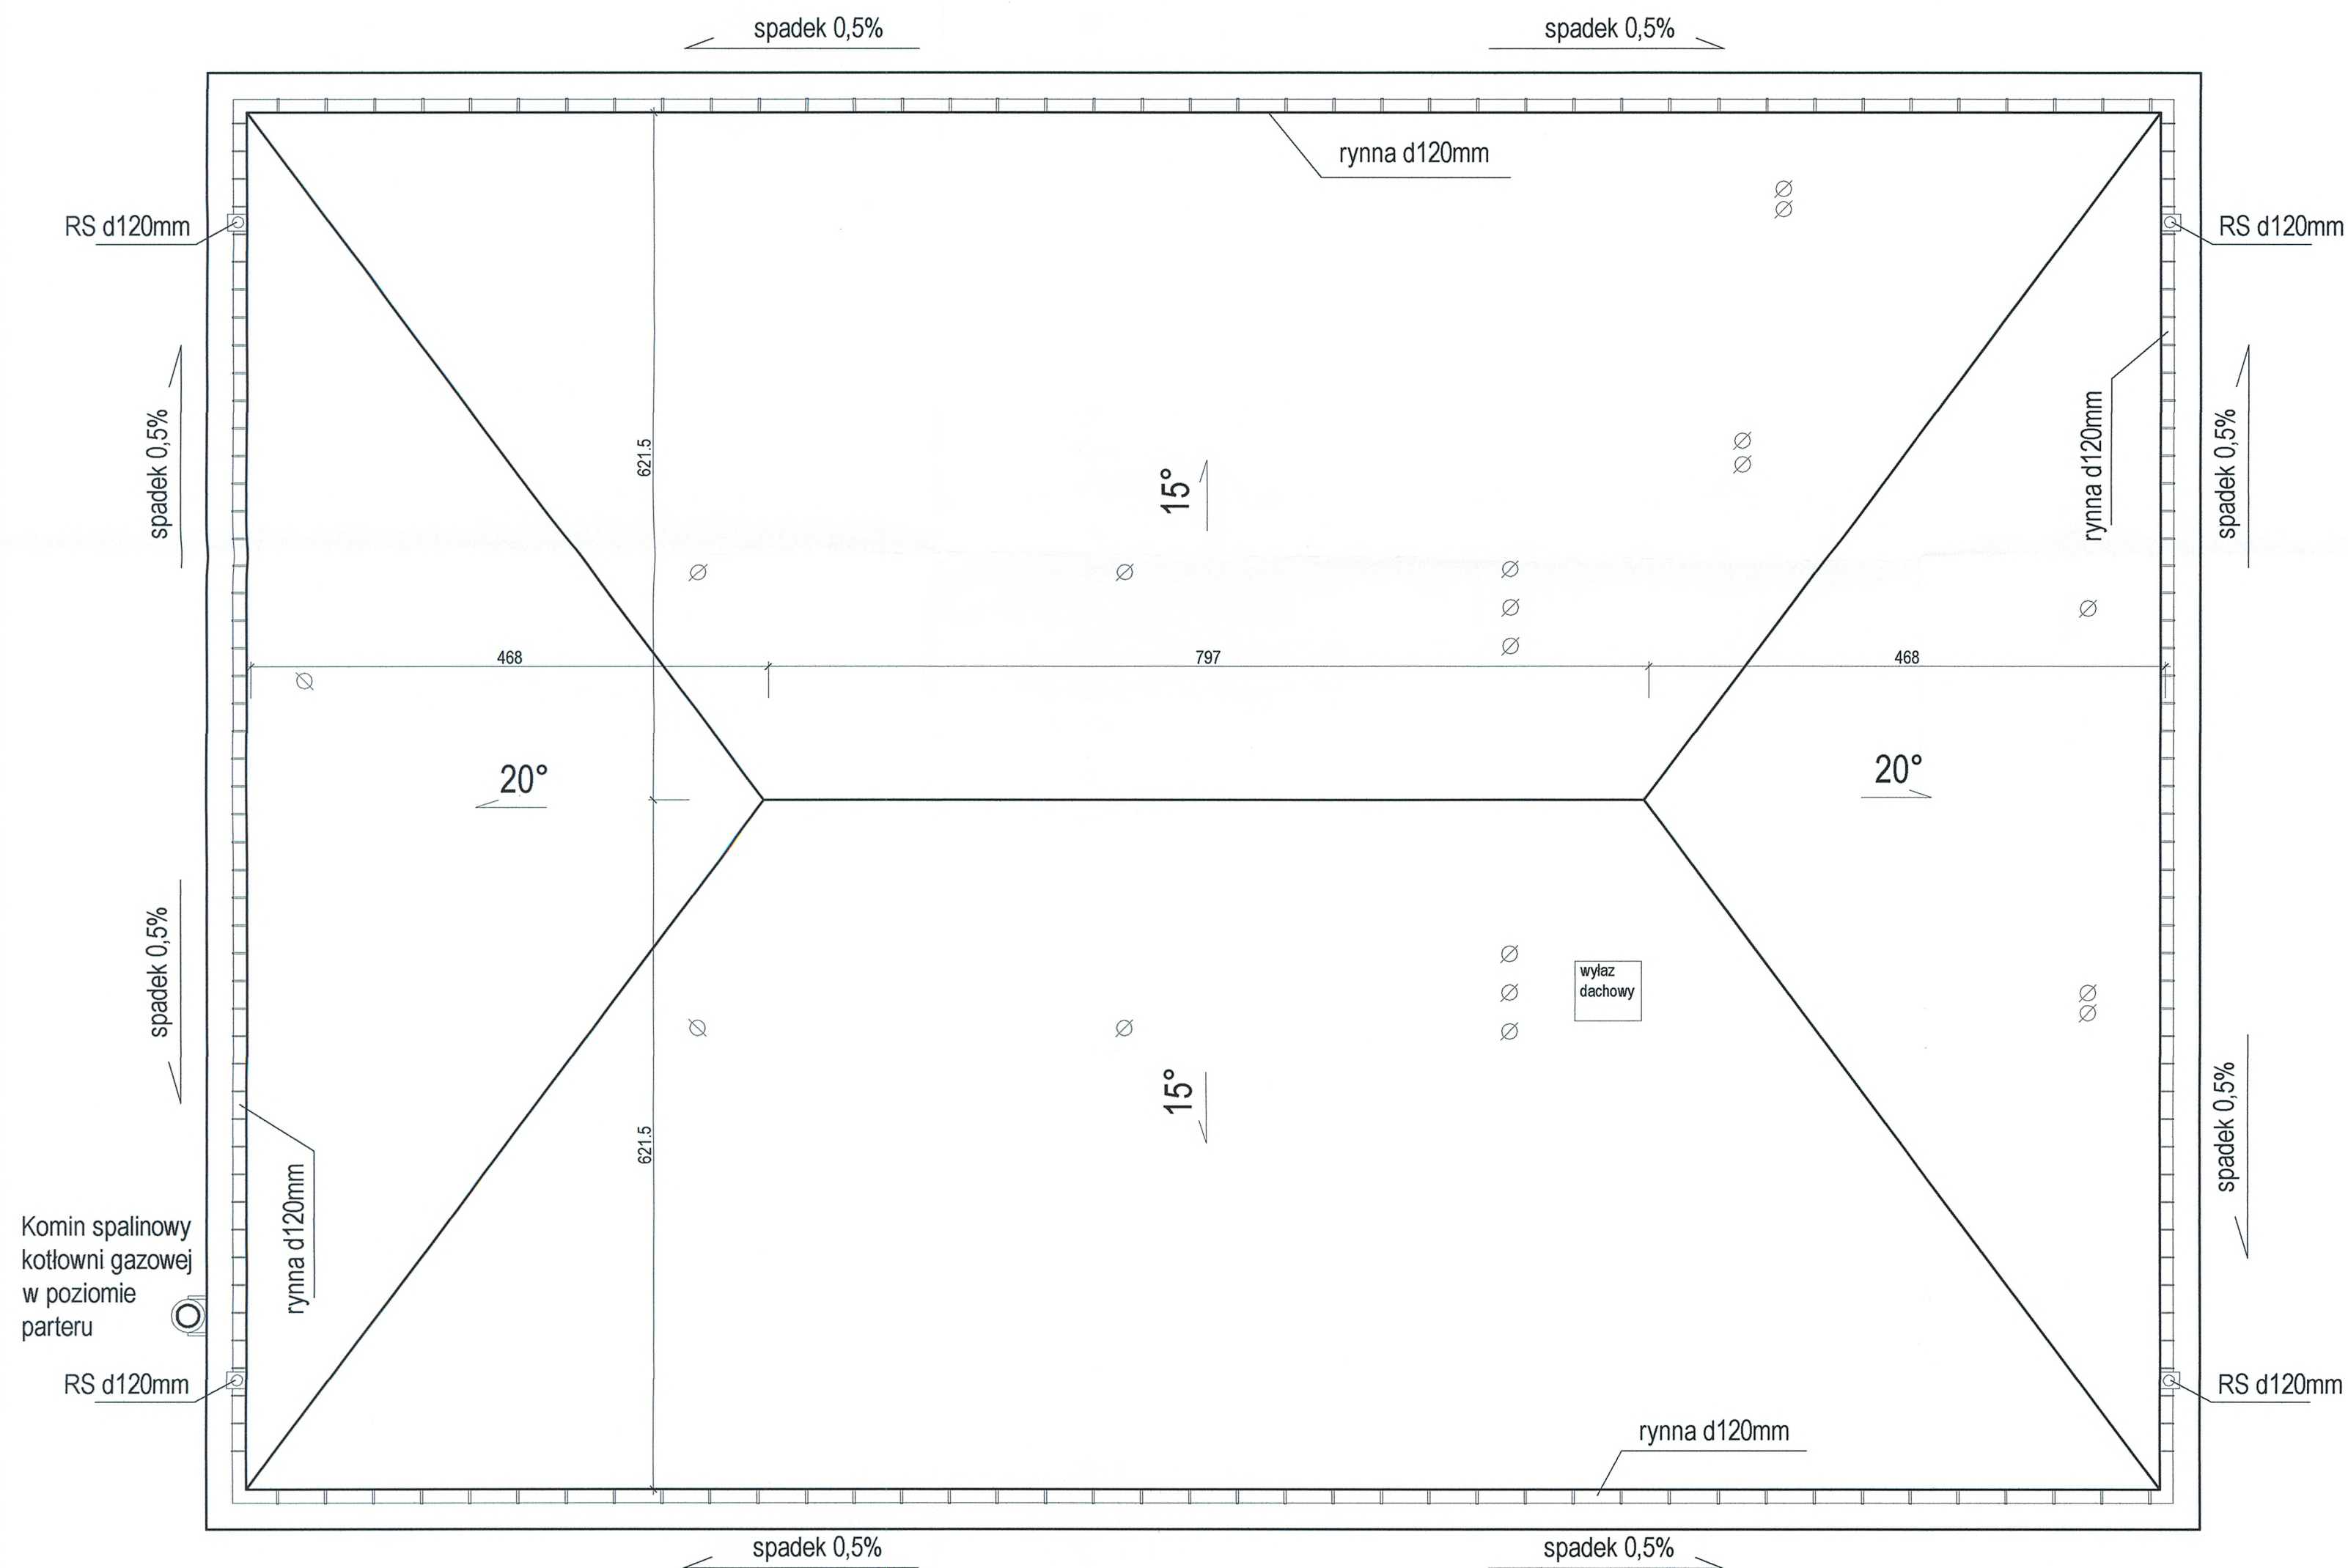 spadek 0,5%
spadek 0,5%
rynna d120mm
RS d120mm
RS d120mm
spadek 0,5%
621.5
15°
rynna d120mm
spadek 0,5%
468
797
468
20°
20°
spadek 0,5%
wyłaz
dachowy
15°
621.5
spadek 0,5%
rynna d120mm
Komin spalinowy
kotłowni gazowej
w poziomie
parteru
RS d120mm
RS d120mm
rynna d120mm
spadek 0,5%
spadek 0,5%